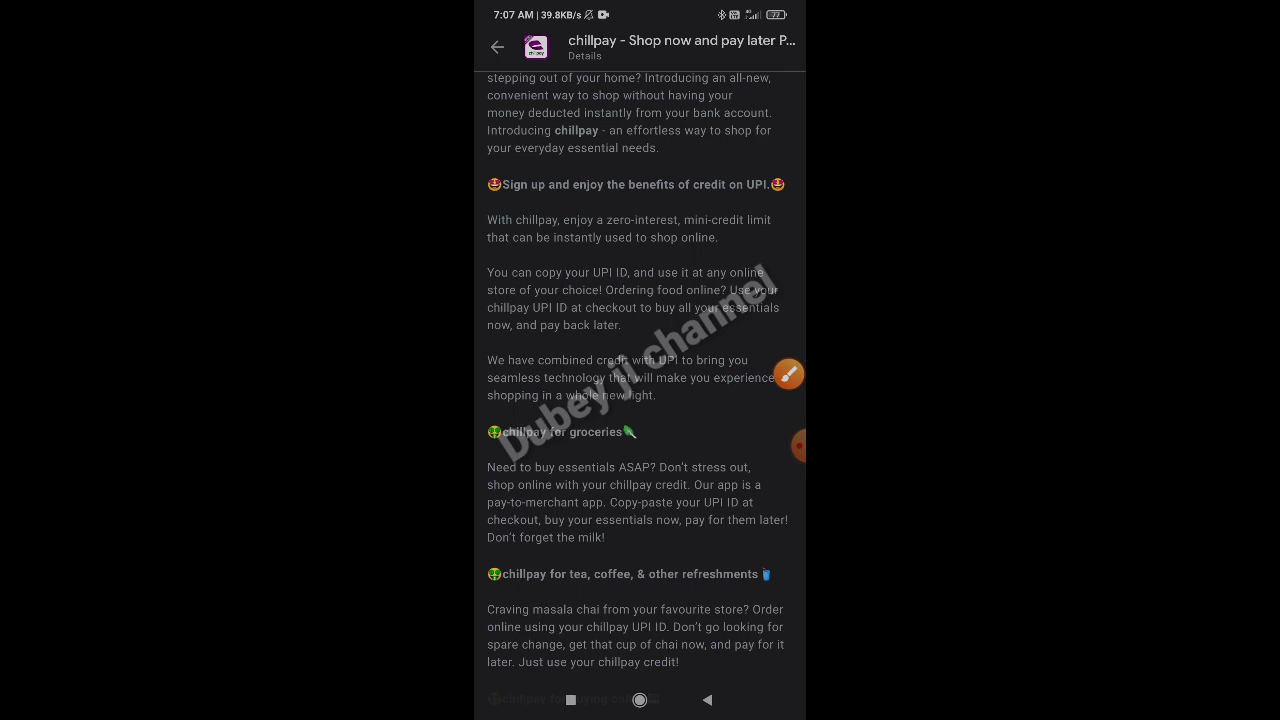 7:07 AM | 39.8KB/s
4G
77
chillpay - Shop now and pay later P...
chillpay
Details
stepping out of your home? Introducing an all-new,
convenient way to shop without having your
money deducted instantly from your bank account.
Introducing chillpay - an effortless way to shop for
your everyday essential needs.
🤩Sign up and enjoy the benefits of credit on UPI.🤩
With chillpay, enjoy a zero-interest, mini-credit limit
that can be instantly used to shop online.
You can copy your UPI ID, and use it at any online
store of your choice! Ordering food online? Use your
chillpay UPI ID at checkout to buy all your essentials
now, and pay back later.
We have combined credit with UPI to bring you
seamless technology that will make you experience
shopping in a whole new light.
Dubey ji channel
🤑chillpay for groceries🥬
Need to buy essentials ASAP? Don't stress out,
shop online with your chillpay credit. Our app is a
pay-to-merchant app. Copy-paste your UPI ID at
checkout, buy your essentials now, pay for them later!
Don't forget the milk!
🤑chillpay for tea, coffee, & other refreshments🥤
Craving masala chai from your favourite store? Order
online using your chillpay UPI ID. Don't go looking for
spare change, get that cup of chai now, and pay for it
later. Just use your chillpay credit!
chillpay for buying